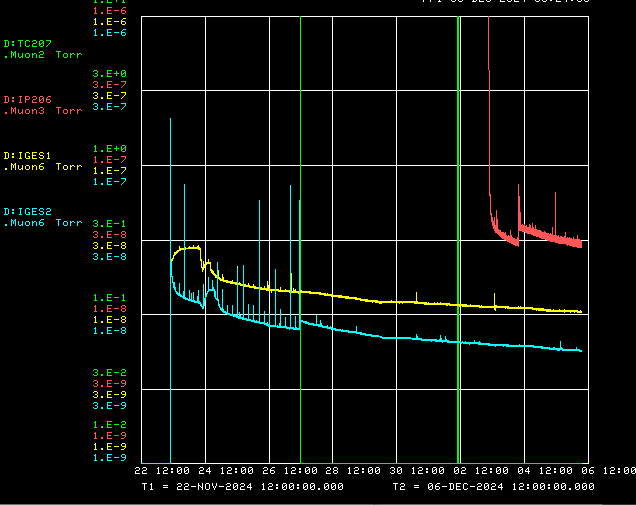 1.E-6
1.E-6
1.E-6
D:TC207
.Muon2 Torr
3.E+0
3.E-7
3.E-7
3.E-7
D:IP206
.Muon3 Torr
1.E+0
1.E-7
1.E-7
1.E-7
D:IGES1
.Muon6 Torr
D:IGES2
.Muon6 Torr
3.E-1
3.E-8
3.E-8
3.E-8
1.E-1
1.E-8
1.E-8
1.E-8
3.E-2
3.E-9
3.E-9
3.E-9
1.E-2
1.E-9
1.E-9
1.E-9
22 12:00 24 12:00 26 12:00 28 12:00 30 12:00 02 12:00 04 12:00 06 12:00
T1 = 22-NOV-2024 12:00:00.000 T2 = 06-DEC-2024 12:00:00.000